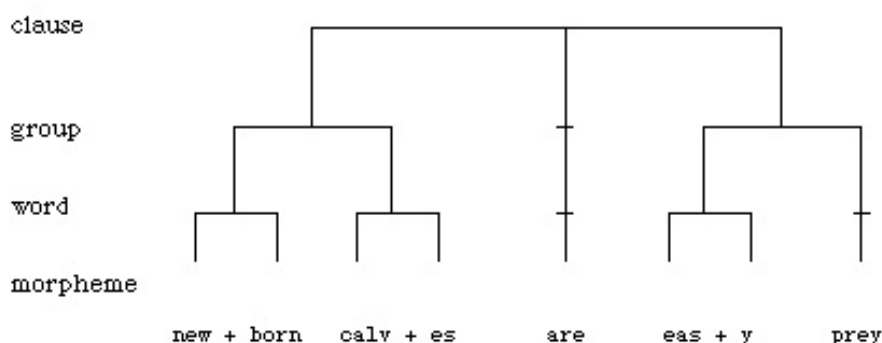 clause
group
word
morpheme
new + born calv + es are eas + y prey